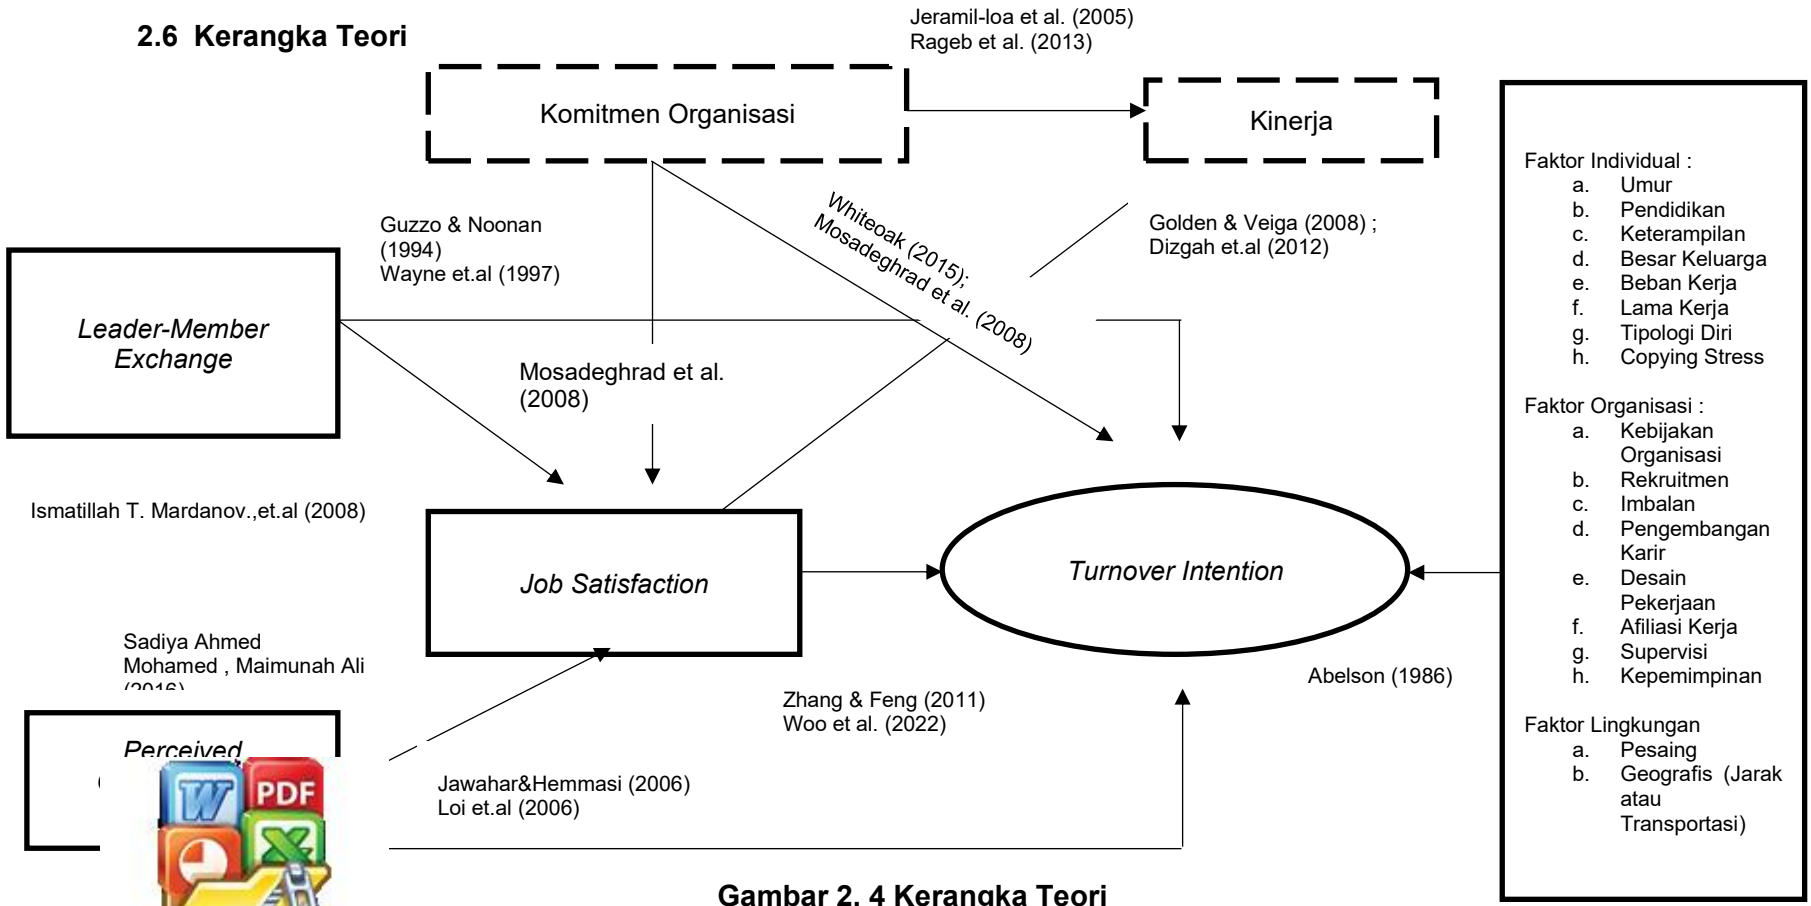 2.6 Kerangka Teori
Jeramil-loa et al. (2005)
Rageb et al. (2013)
Komitmen Organisasi
Kinerja
Guzzo & Noonan
(1994)
Wayne et.al (1997)
Whiteoak (2015);
Mosadeghrad et al. (2008)
Golden & Veiga (2008) ;
Dizgah et.al (2012)
Leader-Member
Exchange
Mosadeghrad et al.
(2008)
Ismatillah T. Mardanov.,et.al (2008)
Job Satisfaction
Turnover Intention
Sadiya Ahmed
Mohamed , Maimunah Ali
(2016)
Zhang & Feng (2011)
Woo et al. (2022)
Abelson (1986)
Perceived
W
PDF
X
Jawahar&Hemmasi (2006)
Loi et.al (2006)
Faktor Individual :
a. Umur
b. Pendidikan
c. Keterampilan
d. Besar Keluarga
e. Beban Kerja
f. Lama Kerja
g. Tipologi Diri
h. Copying Stress
Faktor Organisasi :
a. Kebijakan
Organisasi
b. Rekruitmen
c. Imbalan
d. Pengembangan
Karir
e. Desain
Pekerjaan
f. Afiliasi Kerja
g. Supervisi
h. Kepemimpinan
Faktor Lingkungan
a. Pesaing
b. Geografis (Jarak
atau
Transportasi)
Gambar 2. 4 Kerangka Teori